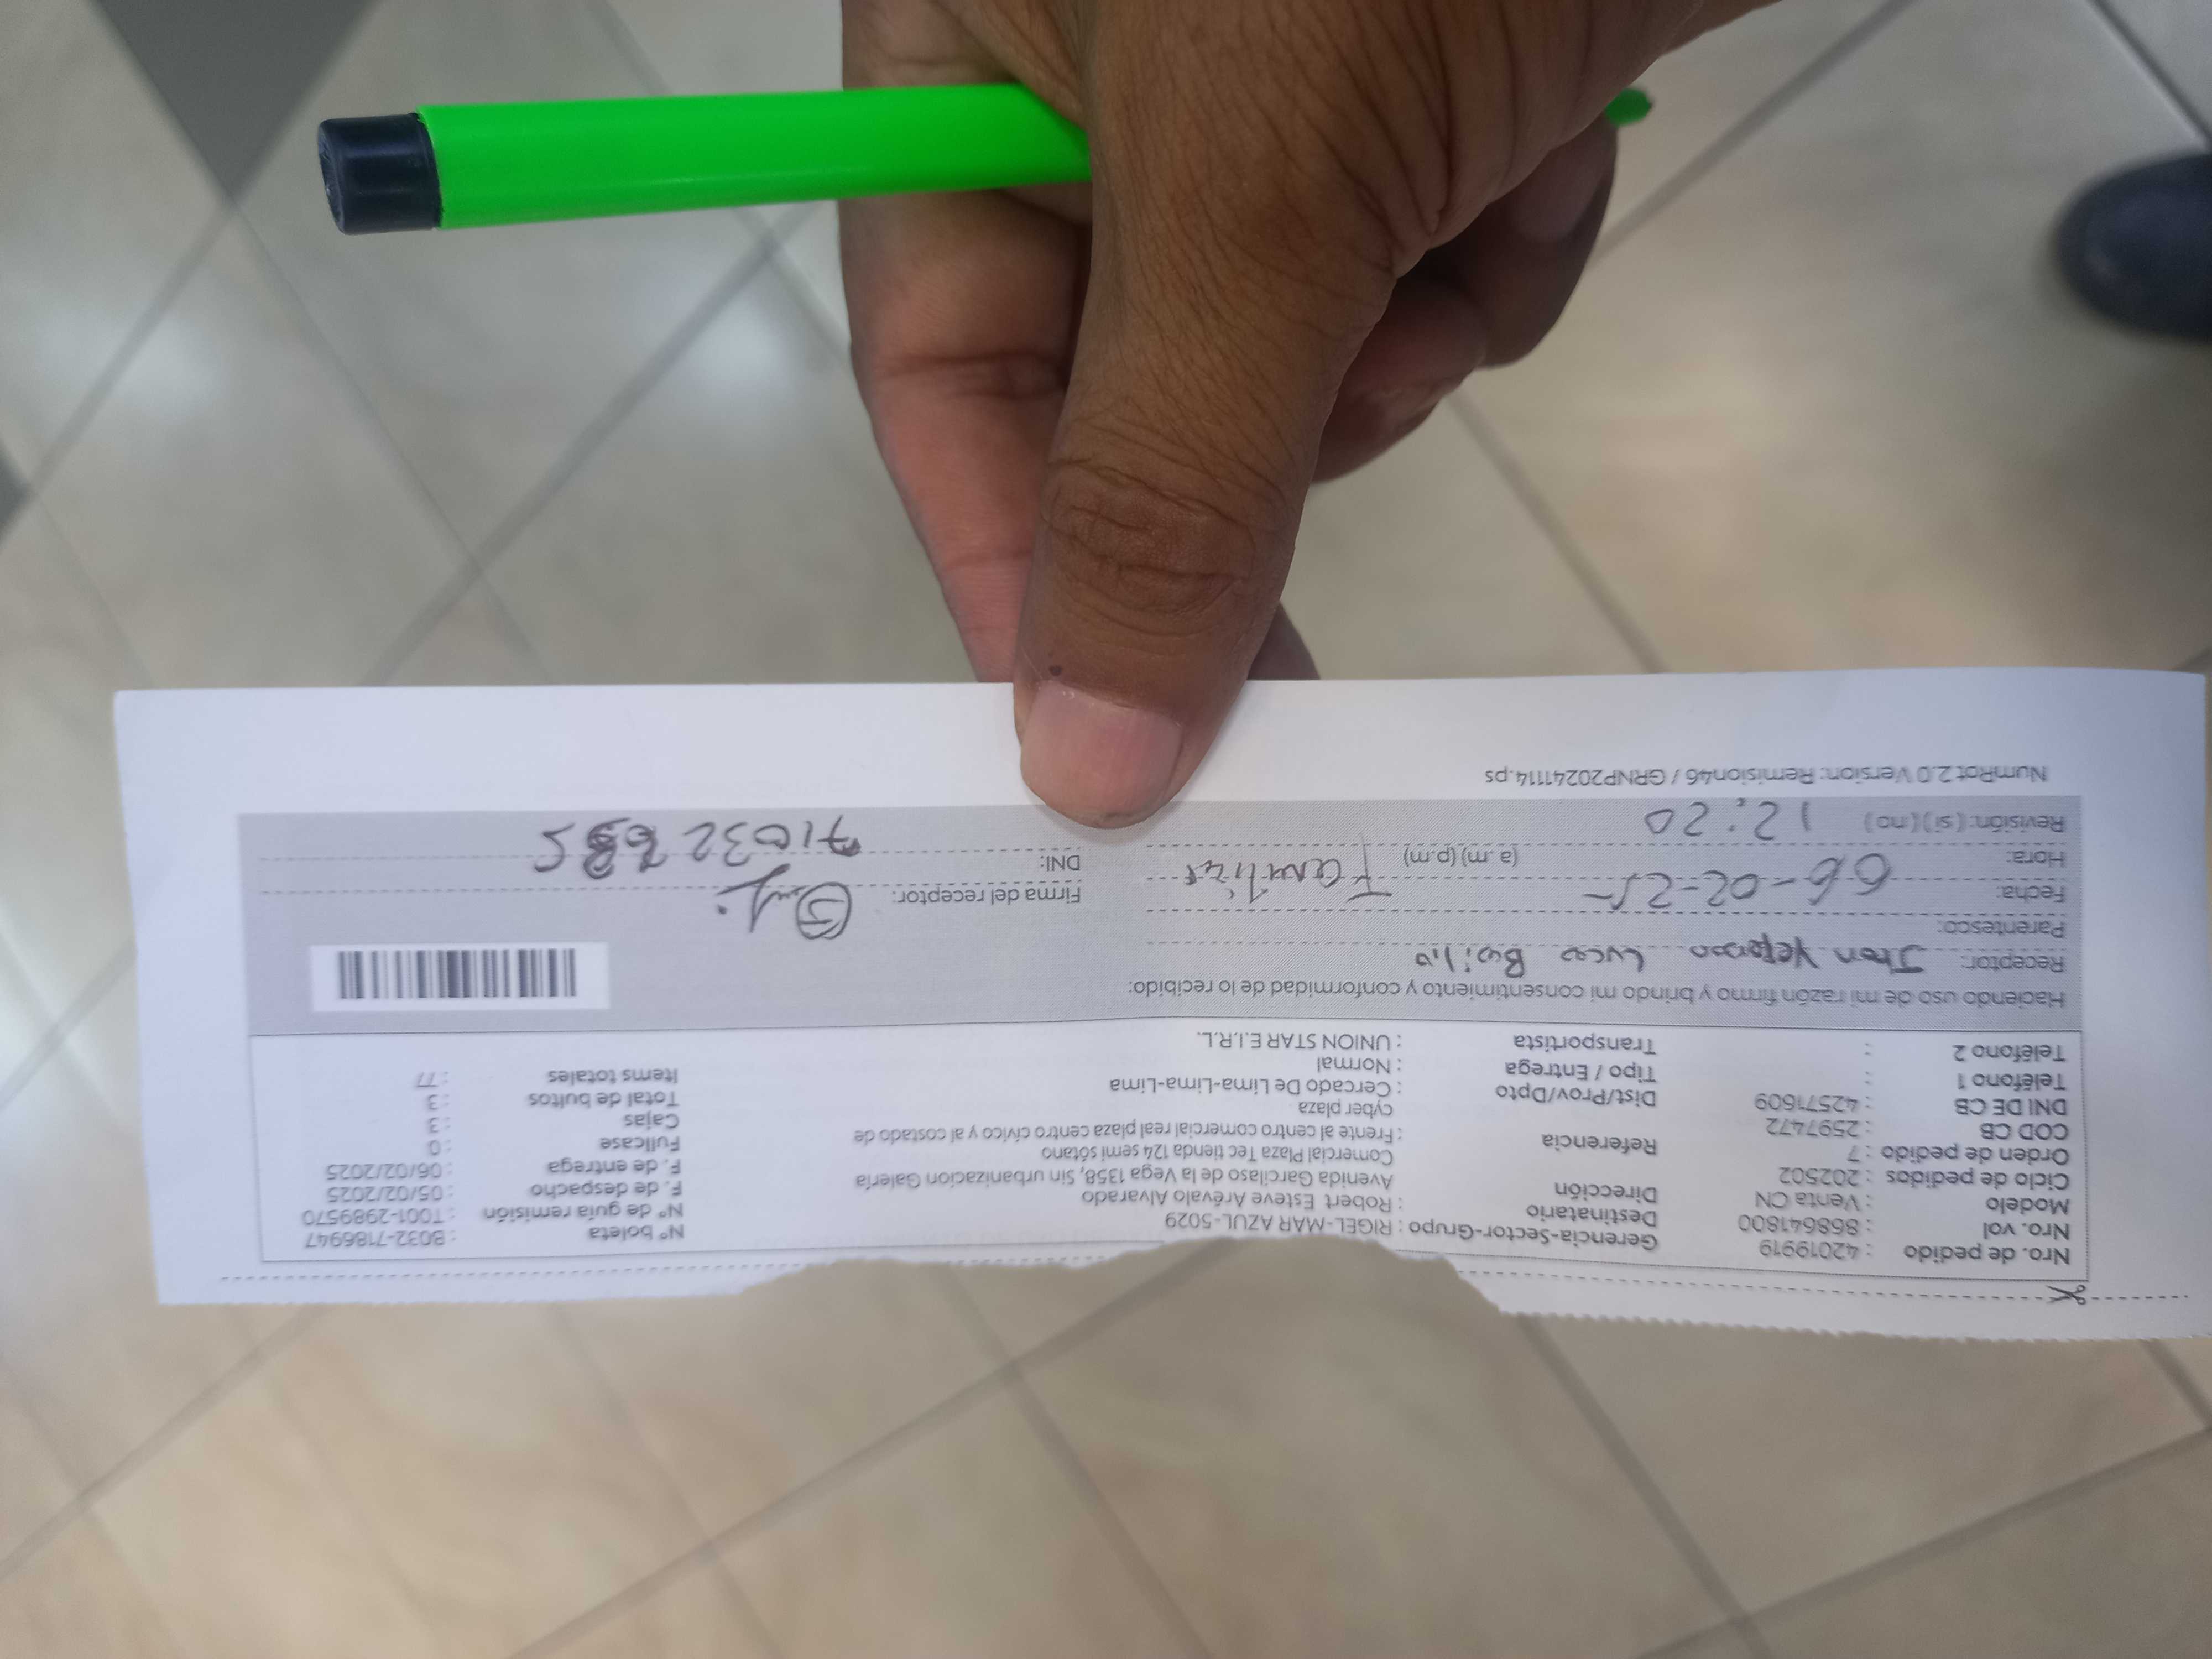 Nro. de pedido : 42019919
Nro. vol : 868641800
Modelo : Venta CN
Ciclo de pedidos : 202502
Orden de pedido : 7
COD CB : 2597472
DNI DE CB : 42571609
Teléfono 1 :
Teléfono 2 :
Gerencia-Sector-Grupo : RIGEL-MAR AZUL-5029
Destinatario : Robert Esteve Arévalo Alvarado
Dirección Avenida Garcilaso de la Vega 1358, Sin urbanizacion Galería
Comercial Plaza Tec tienda 124 semi sótano
Referencia : Frente al centro comercial real plaza centro cívico y al costado de
cyber plaza
Dist/Prov/Dpto : Cercado De Lima-Lima-Lima
Tipo / Entrega : Normal
Transportista : UNION STAR E.I.R.L.
Nº boleta : B032-7186947
Nº de guía remisión : T001-2989570
F. de despacho : 05/02/2025
F. de entrega : 06/02/2025
Fullcase : 0
Cajas : 3
Total de bultos : 3
Items totales : 77
Haciendo uso de mi razón firmo y brindo mi consentimiento y conformidad de lo recibido:
Receptor: Jhon Yeferson Lucas Basilio
Parentesco: Familiar
Fecha: 06-02-25
Hora: (a.m) (p.m)
Revisión: (si) (no) 12:20
Firma del receptor:
DNI: 71032
NumRot 2.0 Version: Remision46 / GRNP20241114.ps